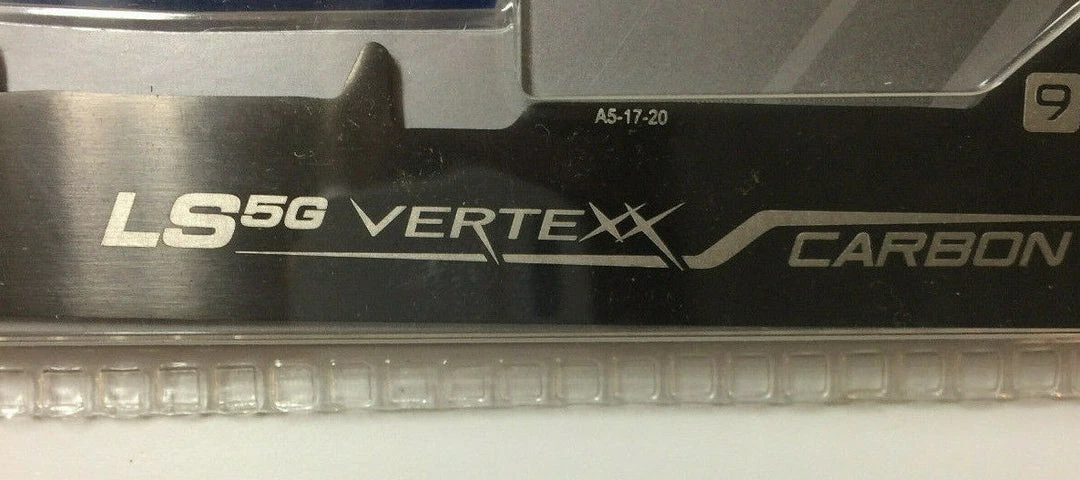 A5-17-20
9
LS5G VERTEXX
CARBON